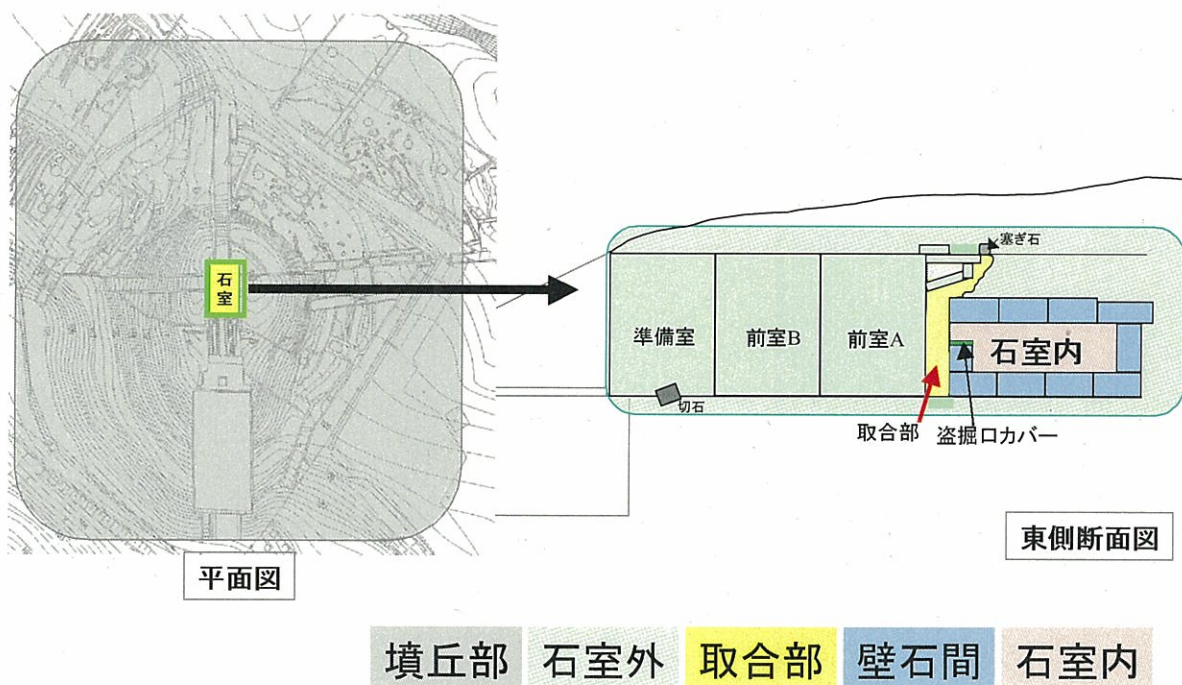 石室
平面図
塞ぎ石
準備室
前室B
前室A
石室内
切石
取合部
盗掘口カバー
東側断面図
墳丘部
石室外
取合部
壁石間
石室内